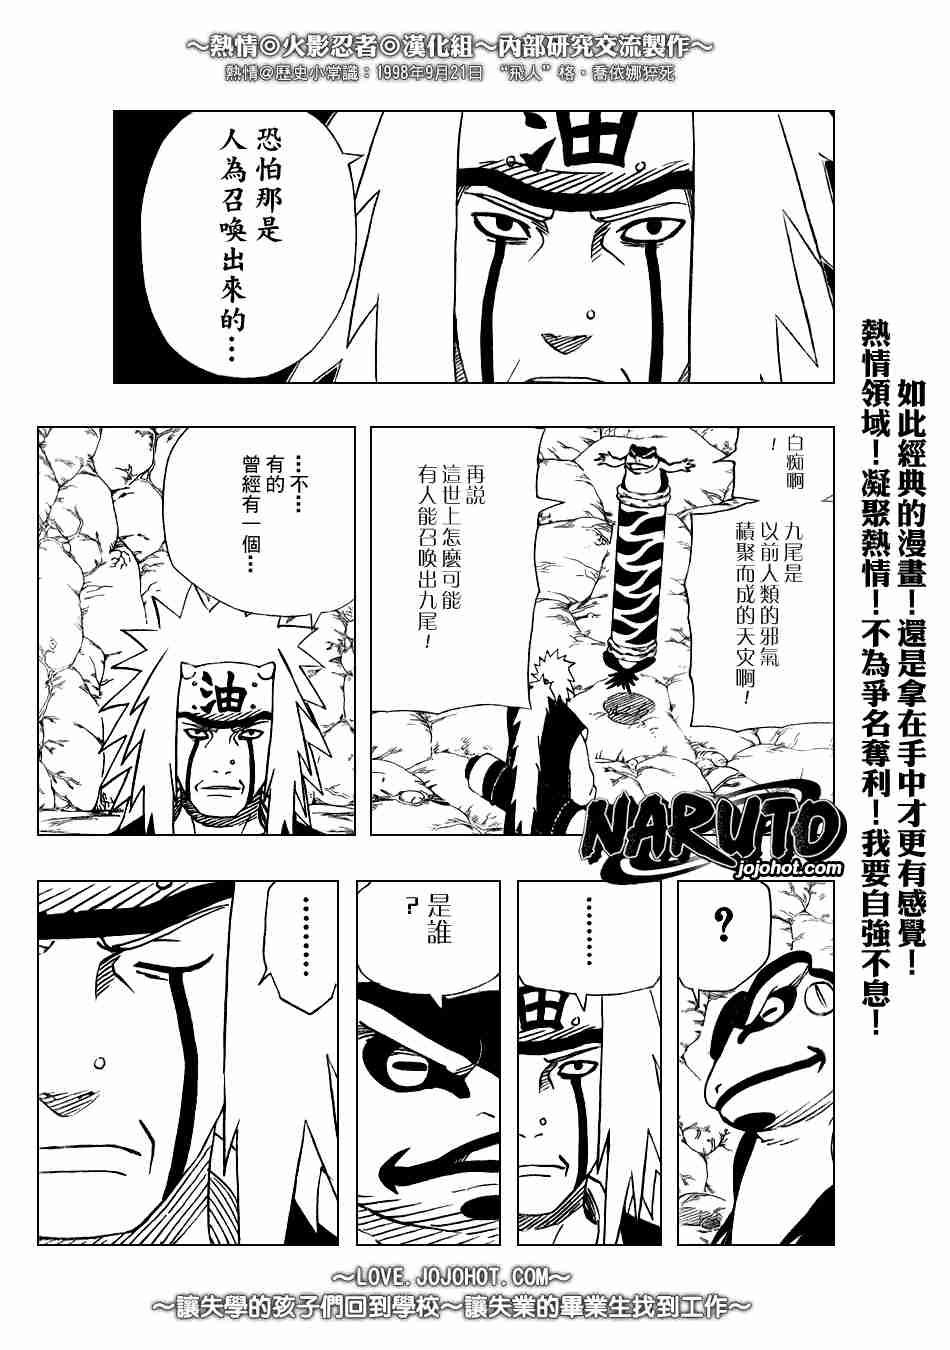 ～熱情◎火影忍者◎漢化組～內部研究交流製作～
熱情@歷史小常識：1998年9月21日 “飛人”格·喬依娜猝死
油
恐怕那是
人為召喚出來的…
如此經典的漫畫！還是拿在手中才更有感覺！
熱情領域！凝聚熱情！不為爭名奪利！我要自強不息！
白痴啊
！
九尾是
以前人類的邪氣
積聚而成的天災啊！
再說
這世上怎麼可能
有人能召喚出九尾！
…不…
有的
曾經有一個…
油
NARUTO
jojohot.com
？
………
油
是誰
？
………
～LOVE.JOJOHOT.COM～
～讓失學的孩子們回到學校～讓失業的畢業生找到工作～